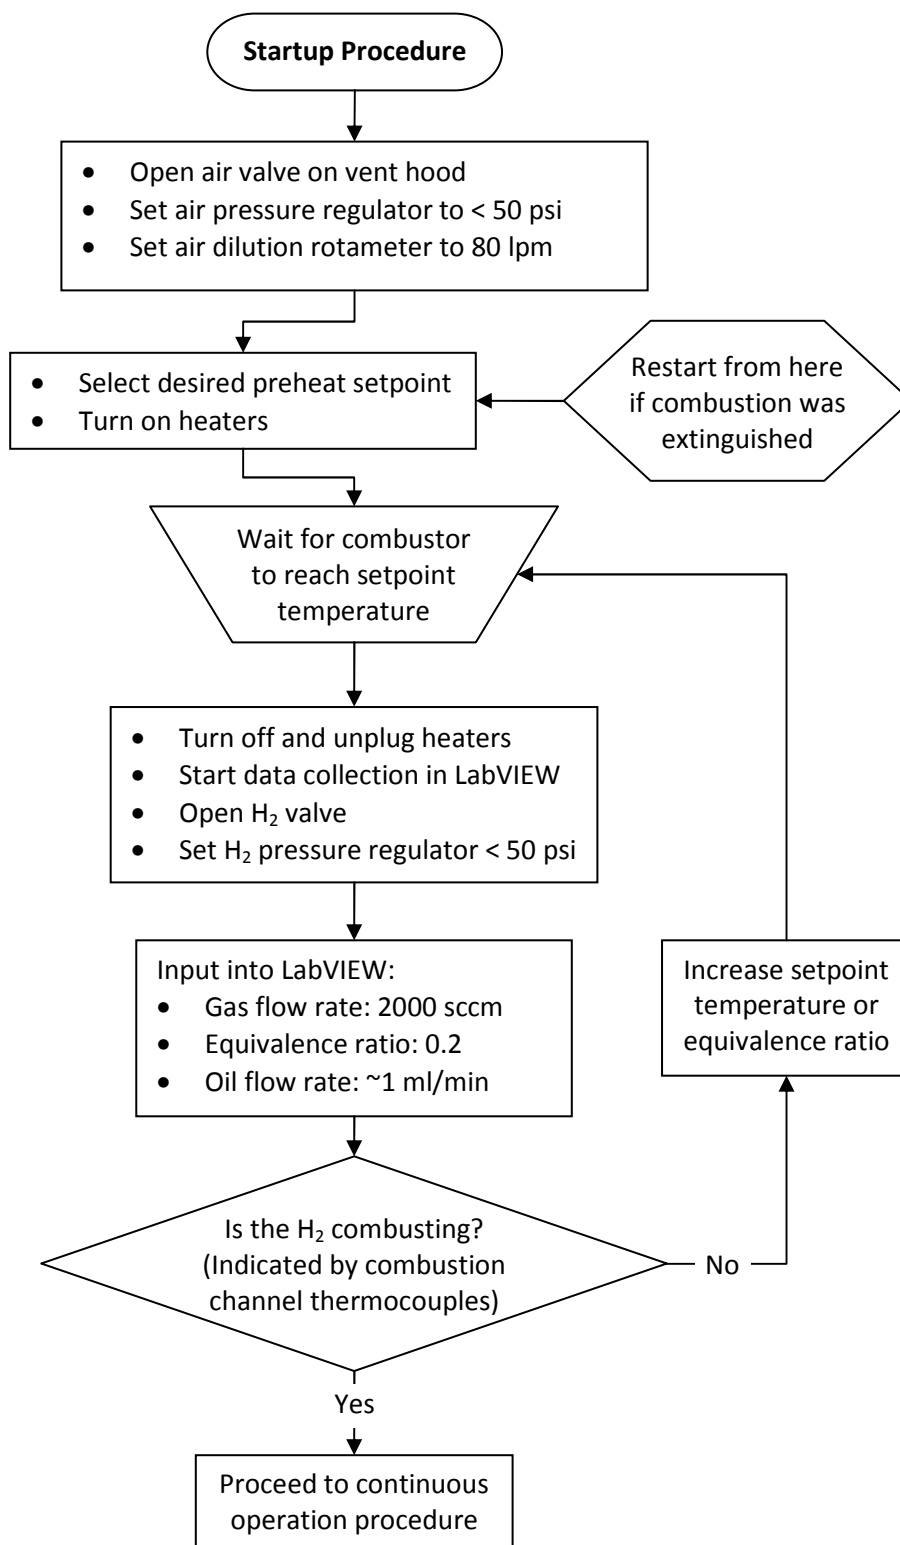 Startup Procedure
• Open air valve on vent hood
• Set air pressure regulator to < 50 psi
• Set air dilution rotameter to 80 lpm
• Select desired preheat setpoint
• Turn on heaters
Restart from here
if combustion was
extinguished
Wait for combustor
to reach setpoint
temperature
• Turn off and unplug heaters
• Start data collection in LabVIEW
• Open H₂ valve
• Set H₂ pressure regulator < 50 psi
Input into LabVIEW:
• Gas flow rate: 2000 sccm
• Equivalence ratio: 0.2
• Oil flow rate: ~1 ml/min
Increase setpoint
temperature or
equivalence ratio
Is the H₂ combusting?
(Indicated by combustion
channel thermocouples)
No
Yes
Proceed to continuous
operation procedure